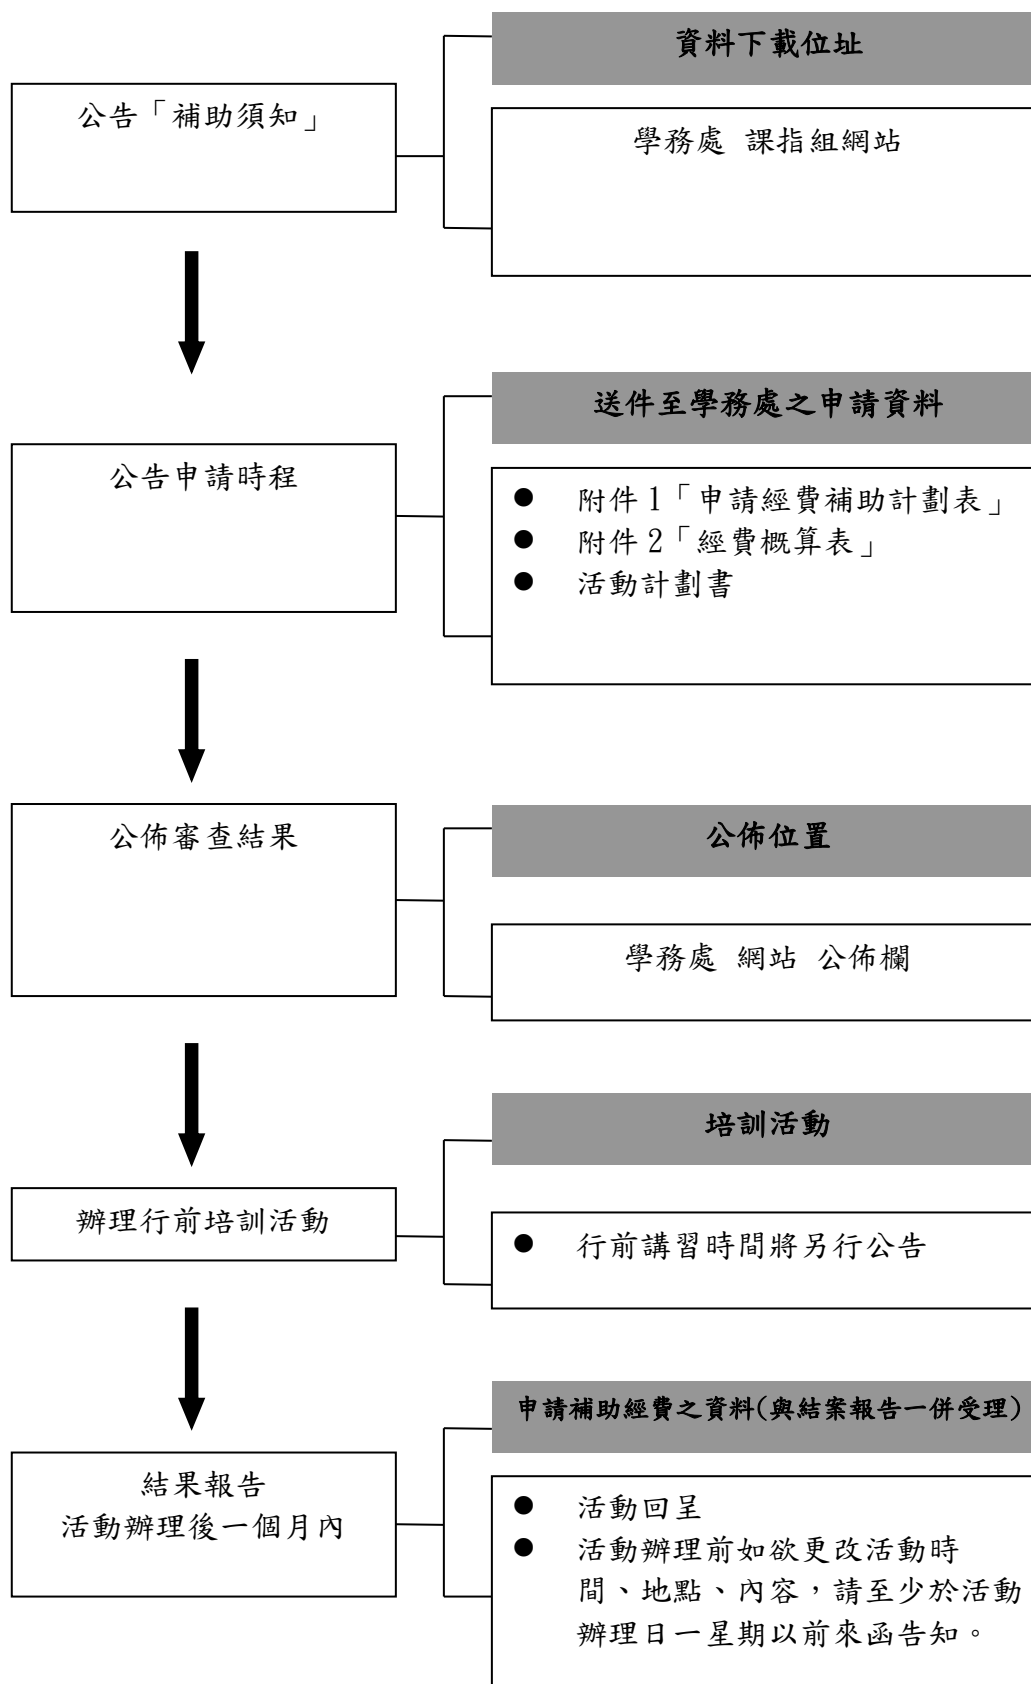 公告「補助須知」
資料下載位址
學務處 課指組網站
公告申請時程
送件至學務處之申請資料
● 附件1「申請經費補助計劃表」
● 附件2「經費概算表」
● 活動計劃書
公佈審查結果
公佈位置
學務處 網站 公佈欄
辦理行前培訓活動
培訓活動
● 行前講習時間將另行公告
結果報告
活動辦理後一個月內
申請補助經費之資料(與結案報告一併受理)
● 活動回呈
● 活動辦理前如欲更改活動時
間、地點、內容,請至少於活動
辦理日一星期以前來函告知。